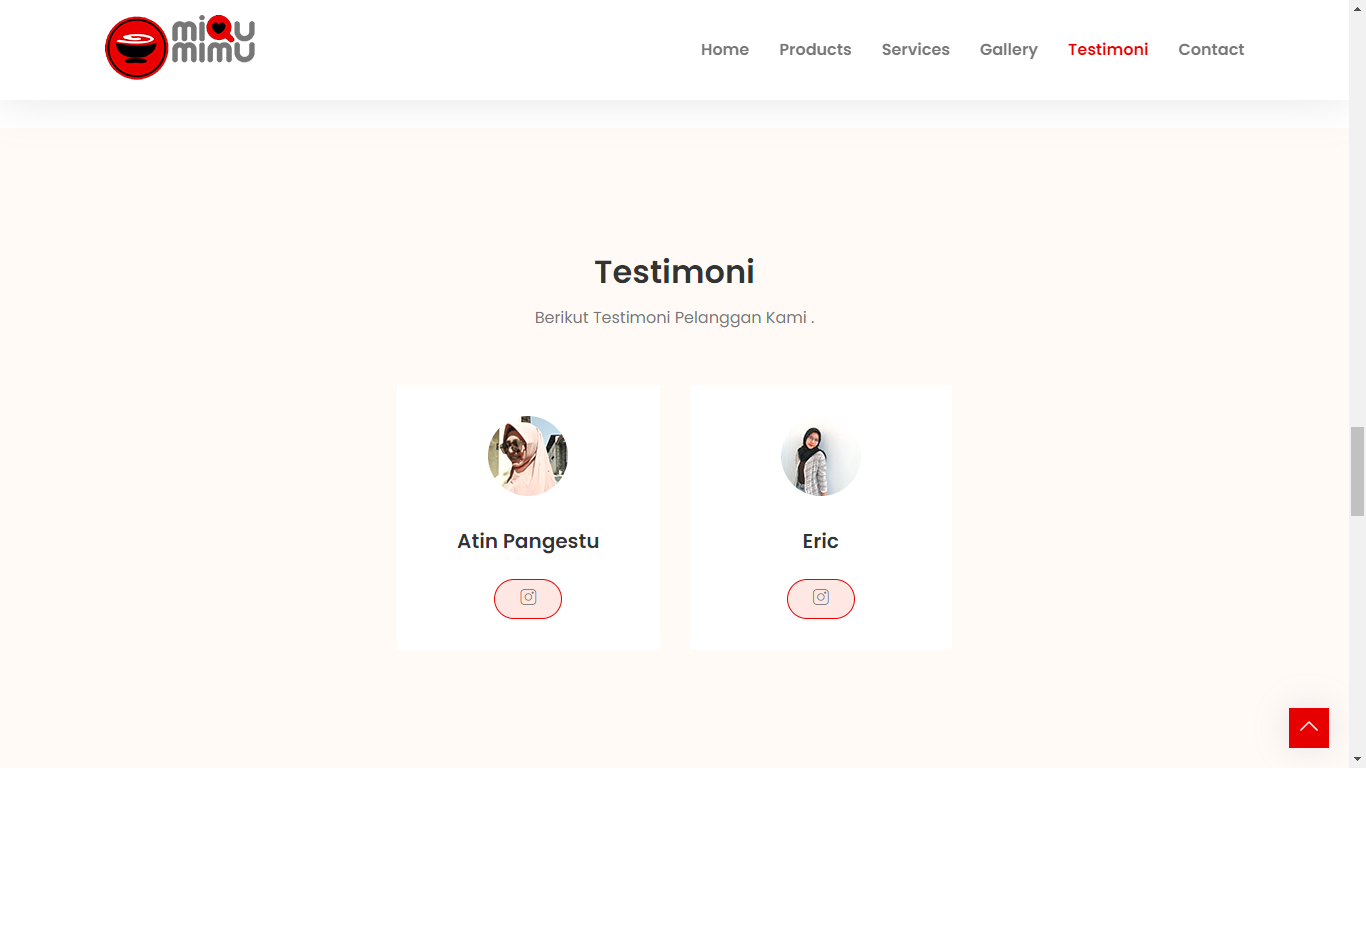 miQu
mimu
Home Products Services Gallery Testimoni Contact
Testimoni
Berikut Testimoni Pelanggan Kami .
Atin Pangestu Eric